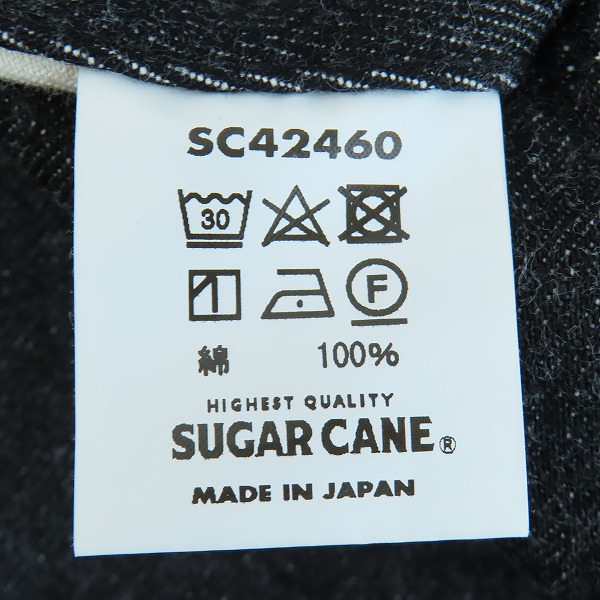 SC42460
30
F
綿 100%
HIGHEST QUALITY
SUGAR CANE®
MADE IN JAPAN